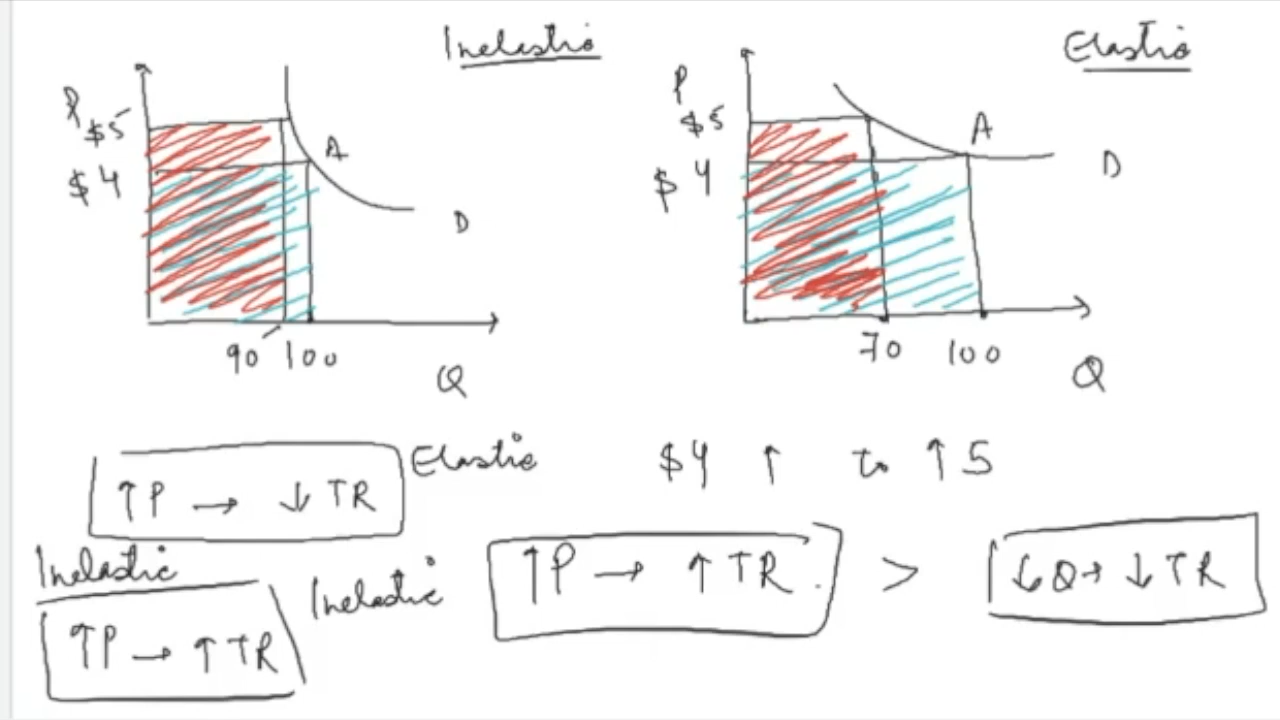 Inelastic
Elastic
P
$5
$4
A
D
90 100
Q
P
$5
$4
A
D
70 100
Q
↑P → ↓ TR Elastic
$4 ↑ to ↑ 5
Inelastic
↑P → ↑ TR
Inelastic ↑P → ↑ TR > ↓Q → ↓ TR